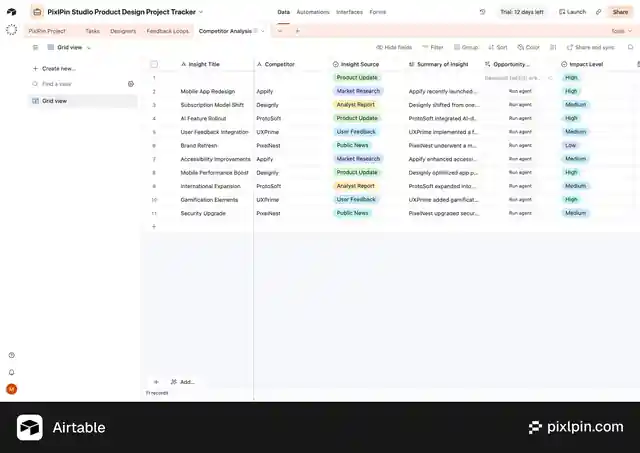 PixlPin Studio Product Design Project Tracker
Data Automations Interfaces Forms
Trial: 12 days left Launch Share
PixlPin Project Tasks Designers Feedback Loops Competitor Analysis Tools
Grid view Hide fields Filter Group Sort Color Share and sync
Create new...
Find a view
Grid view
Insight Title Competitor Insight Source Summary of Insight Opportunity... Impact Level
1 Product Update High
2 Mobile App Redesign Appify Market Research Appify recently launched... Run agent High
3 Subscription Model Shift Designly Analyst Report Designly shifted from one... Run agent Medium
4 AI Feature Rollout ProtoSoft Product Update ProtoSoft integrated AI-d... Run agent High
5 User Feedback Integration UXPrime User Feedback UXPrime implemented a f... Run agent Medium
6 Brand Refresh PixelNest Public News PixelNest underwent a m... Run agent Low
7 Accessibility Improvements Appify Market Research Appify enhanced accessi... Run agent Medium
8 Mobile Performance Boost Designly Product Update Designly optimized app p... Run agent High
9 International Expansion ProtoSoft Analyst Report ProtoSoft expanded into... Run agent Medium
10 Gamification Elements UXPrime User Feedback UXPrime added gamificat... Run agent High
11 Security Upgrade PixelNest Public News PixelNest upgraded secur... Run agent Medium
Add...
11 records
M
Airtable pixlpin.com